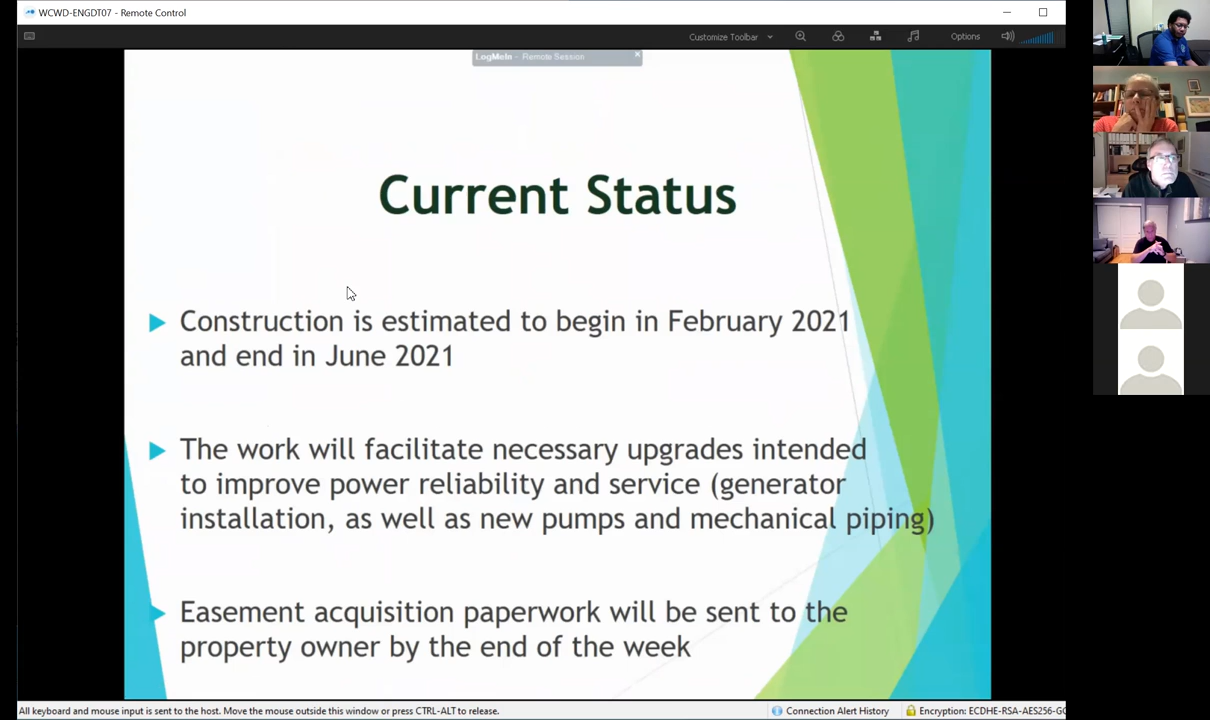 WCWD-ENGDT07 - Remote Control
Customize Toolbar
Options
LogMeIn - Remote Session
Current Status
Construction is estimated to begin in February 2021
and end in June 2021
The work will facilitate necessary upgrades intended
to improve power reliability and service (generator
installation, as well as new pumps and mechanical piping)
Easement acquisition paperwork will be sent to the
property owner by the end of the week
All keyboard and mouse input is sent to the host. Move the mouse outside this window or press CTRL-ALT to release.
Connection Alert History
Encryption: ECDHE-RSA-AES256-GC